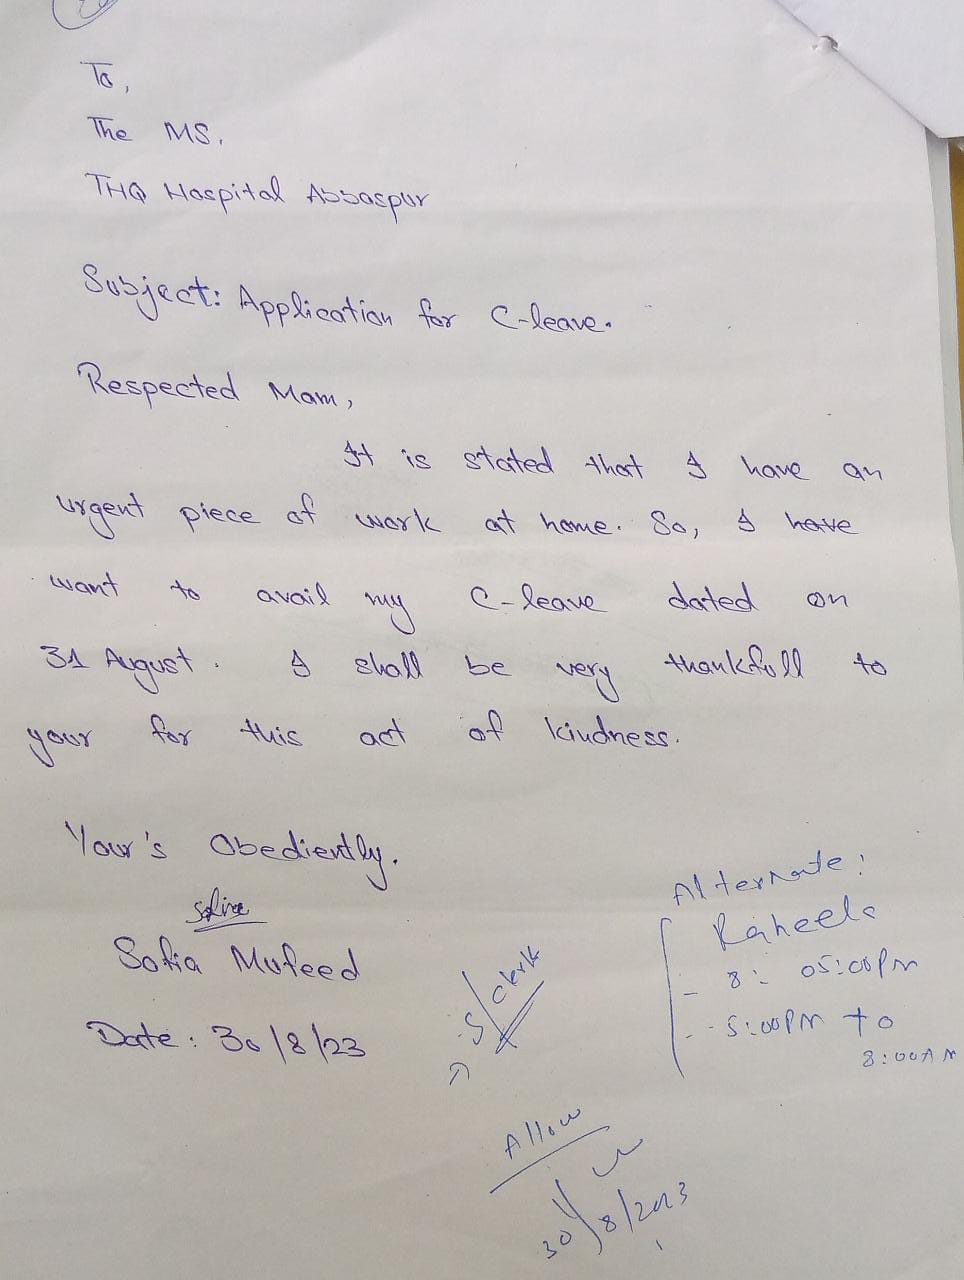 To,
The MS.
THQ Hospital Abbaspur
Subject: Application for C-leave.
Respected Mam,
It is stated that I have an
urgent piece of work at home. So, I have
want to avail my C-leave dated on
31 August. I shall be very thankfull to
your for this act of kindness.
Your's Obediently.
Sofia Mufeed
Date: 30/8/23
Alternate:
Raheela
8: 05:00PM
- 5:00PM to
8:00AM
S/clerk
Allow
30/8/2023